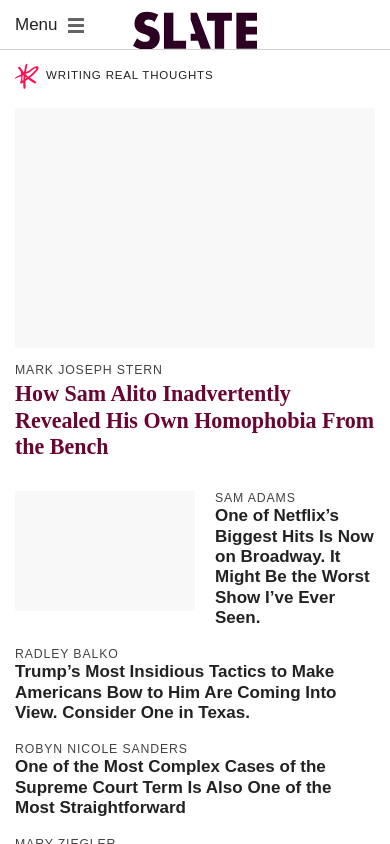 Menu
SLATE
WRITING REAL THOUGHTS
MARK JOSEPH STERN
How Sam Alito Inadvertently
Revealed His Own Homophobia From
the Bench
SAM ADAMS
One of Netflix’s
Biggest Hits Is Now
on Broadway. It
Might Be the Worst
Show I’ve Ever
Seen.
RADLEY BALKO
Trump’s Most Insidious Tactics to Make
Americans Bow to Him Are Coming Into
View. Consider One in Texas.
ROBYN NICOLE SANDERS
One of the Most Complex Cases of the
Supreme Court Term Is Also One of the
Most Straightforward
MARY ZIEGLER